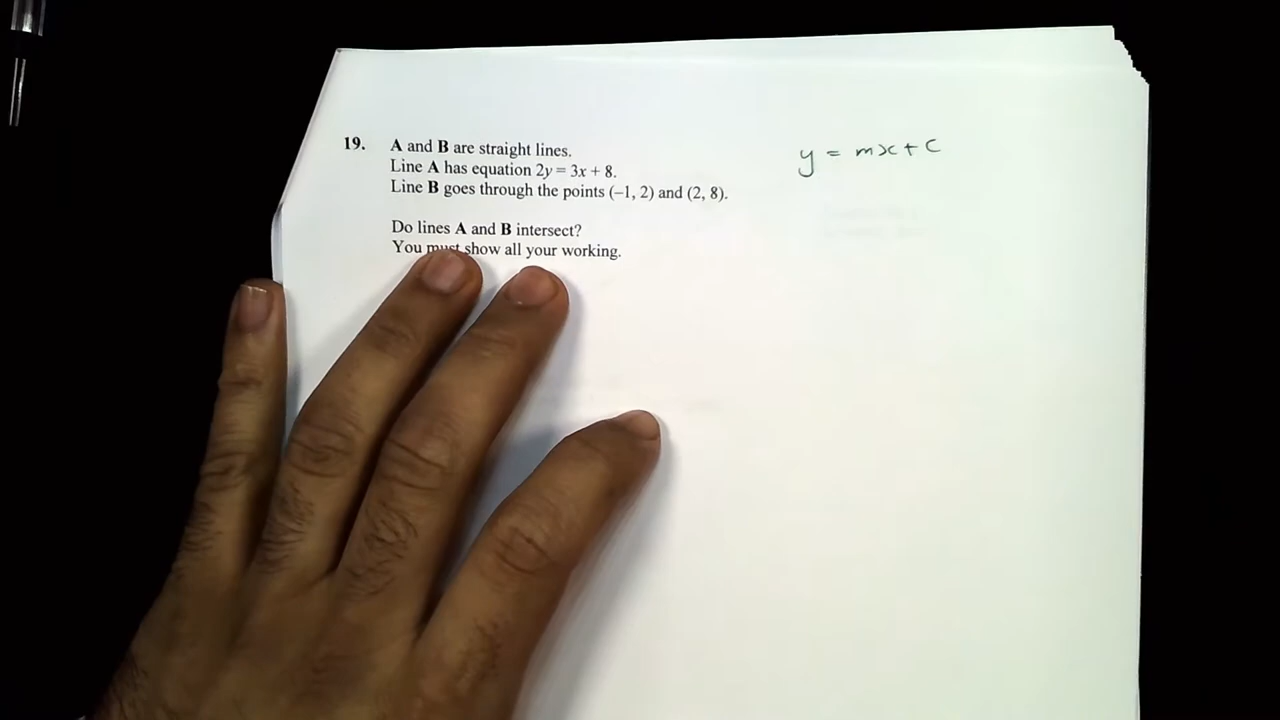 19. A and B are straight lines.
Line A has equation 2y = 3x + 8.
Line B goes through the points (–1, 2) and (2, 8).
Do lines A and B intersect?
You must show all your working.
y = mx + c